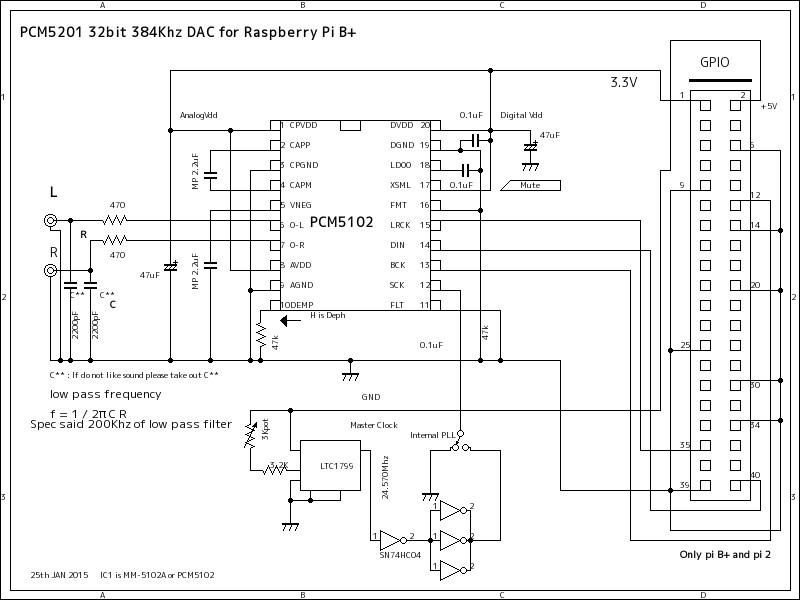 A B C D
PCM5201 32bit 384Khz DAC for Raspberry Pi B+
GPIO
3.3V
1 2
+5V
AnalogVdd
0.1uF Digital Vdd
1 CPVDD DVDD 20
47uF
2 CAPP DGND 19
6
MP 2.2uF
3 CPGND LDOO 18
4 CAPM XSML 17
0.1uF Mute
9
12
L
470
5 VNEG FMT 16
PCM5102
6 O-L LRCK 15
14
R
R
470
7 O-R DIN 14
47uF
MP 2.2uF
8 AVDD BCK 13
9 AGND SCK 12
20
C** C**
C
10DEMP FLT 11
2200pF 2200pF
H is Deph
47k 47k
0.1uF
25
C** : If do not like sound please take out C**
30
low pass frequency
GND
f = 1 / 2πC R
Spec said 200Khz of low pass filter
3Kpot
Master Clock
34
Internal PLL
35
3.2K
LTC1799
24.570Mhz
40
39
1 2
1 2
SN74HC04
1 2
1 2
Only pi B+ and pi 2
25th JAN 2015 IC1 is MM-5102A or PCM5102
A B C D
1 2 3
1 2 3